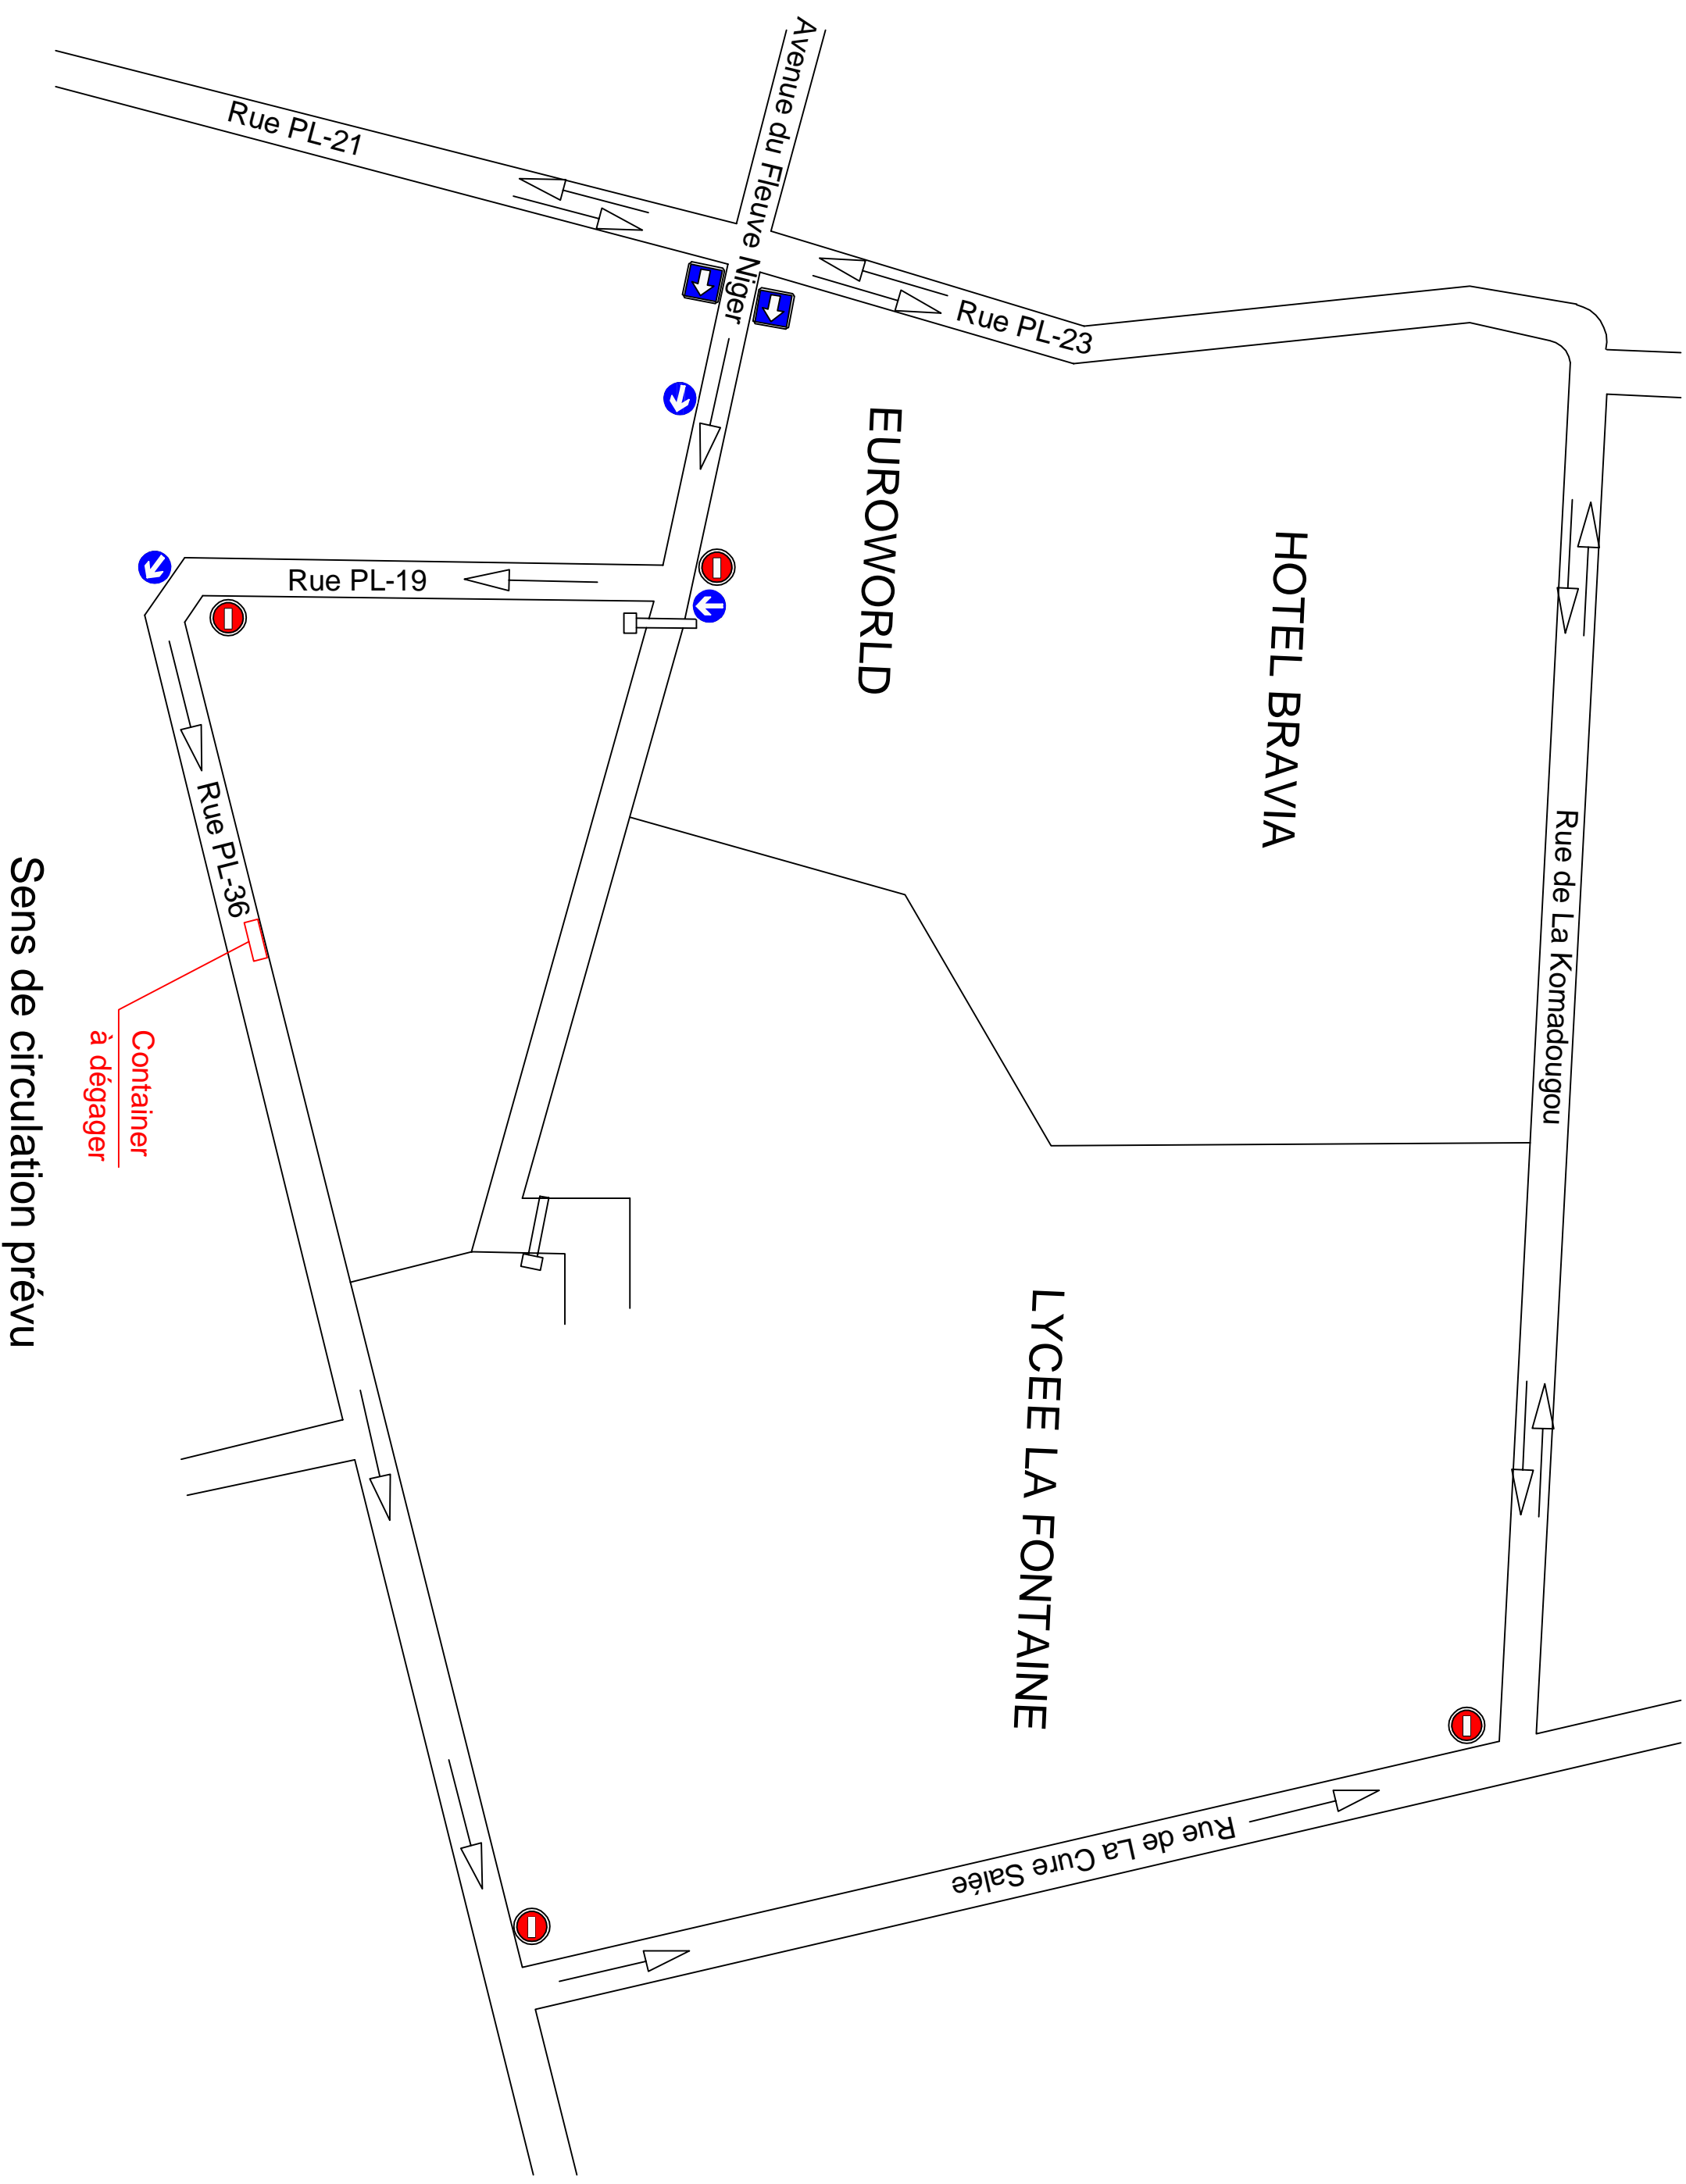 Rue de La Komadougou
HOTEL BRAVIA
Rue PL-23
EUROWORLD
LYCEE LA FONTAINE
Rue de La Cure Salée
Avenue du Fleuve Niger
Rue PL-21
Rue PL-19
Rue PL-36
Container
à dégager
Sens de circulation prévu